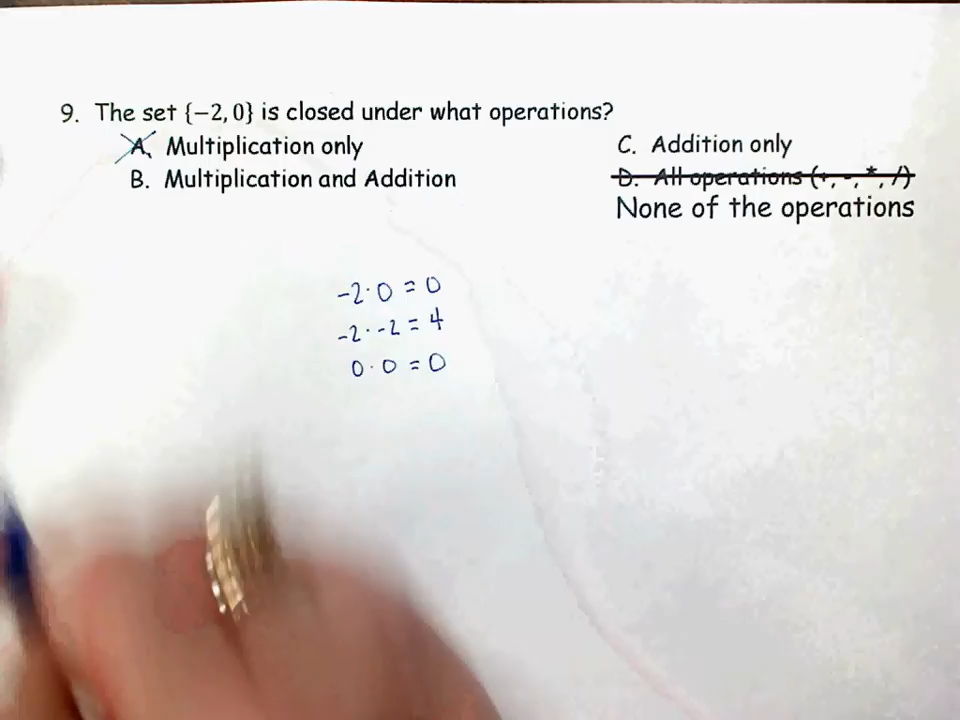 9. The set {−2, 0} is closed under what operations?
A. Multiplication only
B. Multiplication and Addition
C. Addition only
D. All operations (+, -, *, /)
None of the operations
-2·0 = 0
-2·-2 = 4
0·0 = 0